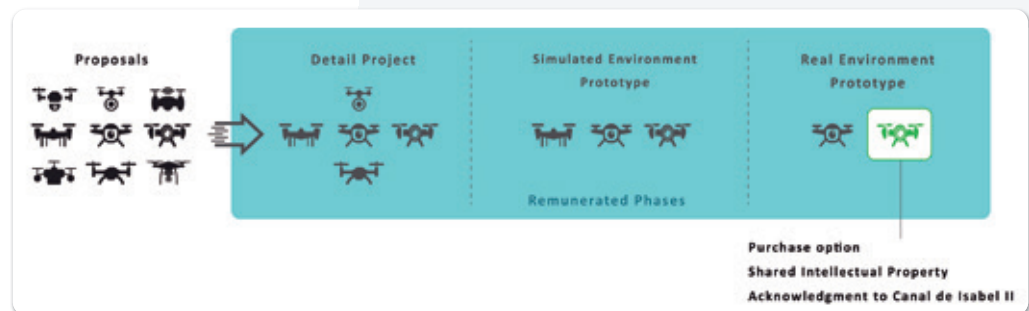 Proposals
Detail Project
Simulated Environment
Prototype
Real Environment
Prototype
Remunerated Phases
Purchase option
Shared Intellectual Property
Acknowledgment to Canal de Isabel II